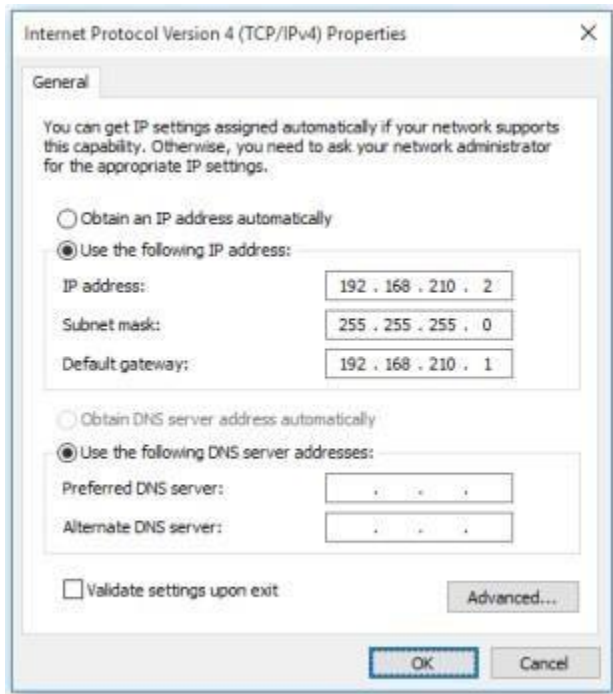 Internet Protocol Version 4 (TCP/IPv4) Properties
General
You can get IP settings assigned automatically if your network supports
this capability. Otherwise, you need to ask your network administrator
for the appropriate IP settings.
Obtain an IP address automatically
Use the following IP address:
IP address: 192 . 168 . 210 . 2
Subnet mask: 255 . 255 . 255 . 0
Default gateway: 192 . 168 . 210 . 1
Obtain DNS server address automatically
Use the following DNS server addresses:
Preferred DNS server: . . .
Alternate DNS server: . . .
Validate settings upon exit
Advanced...
OK Cancel